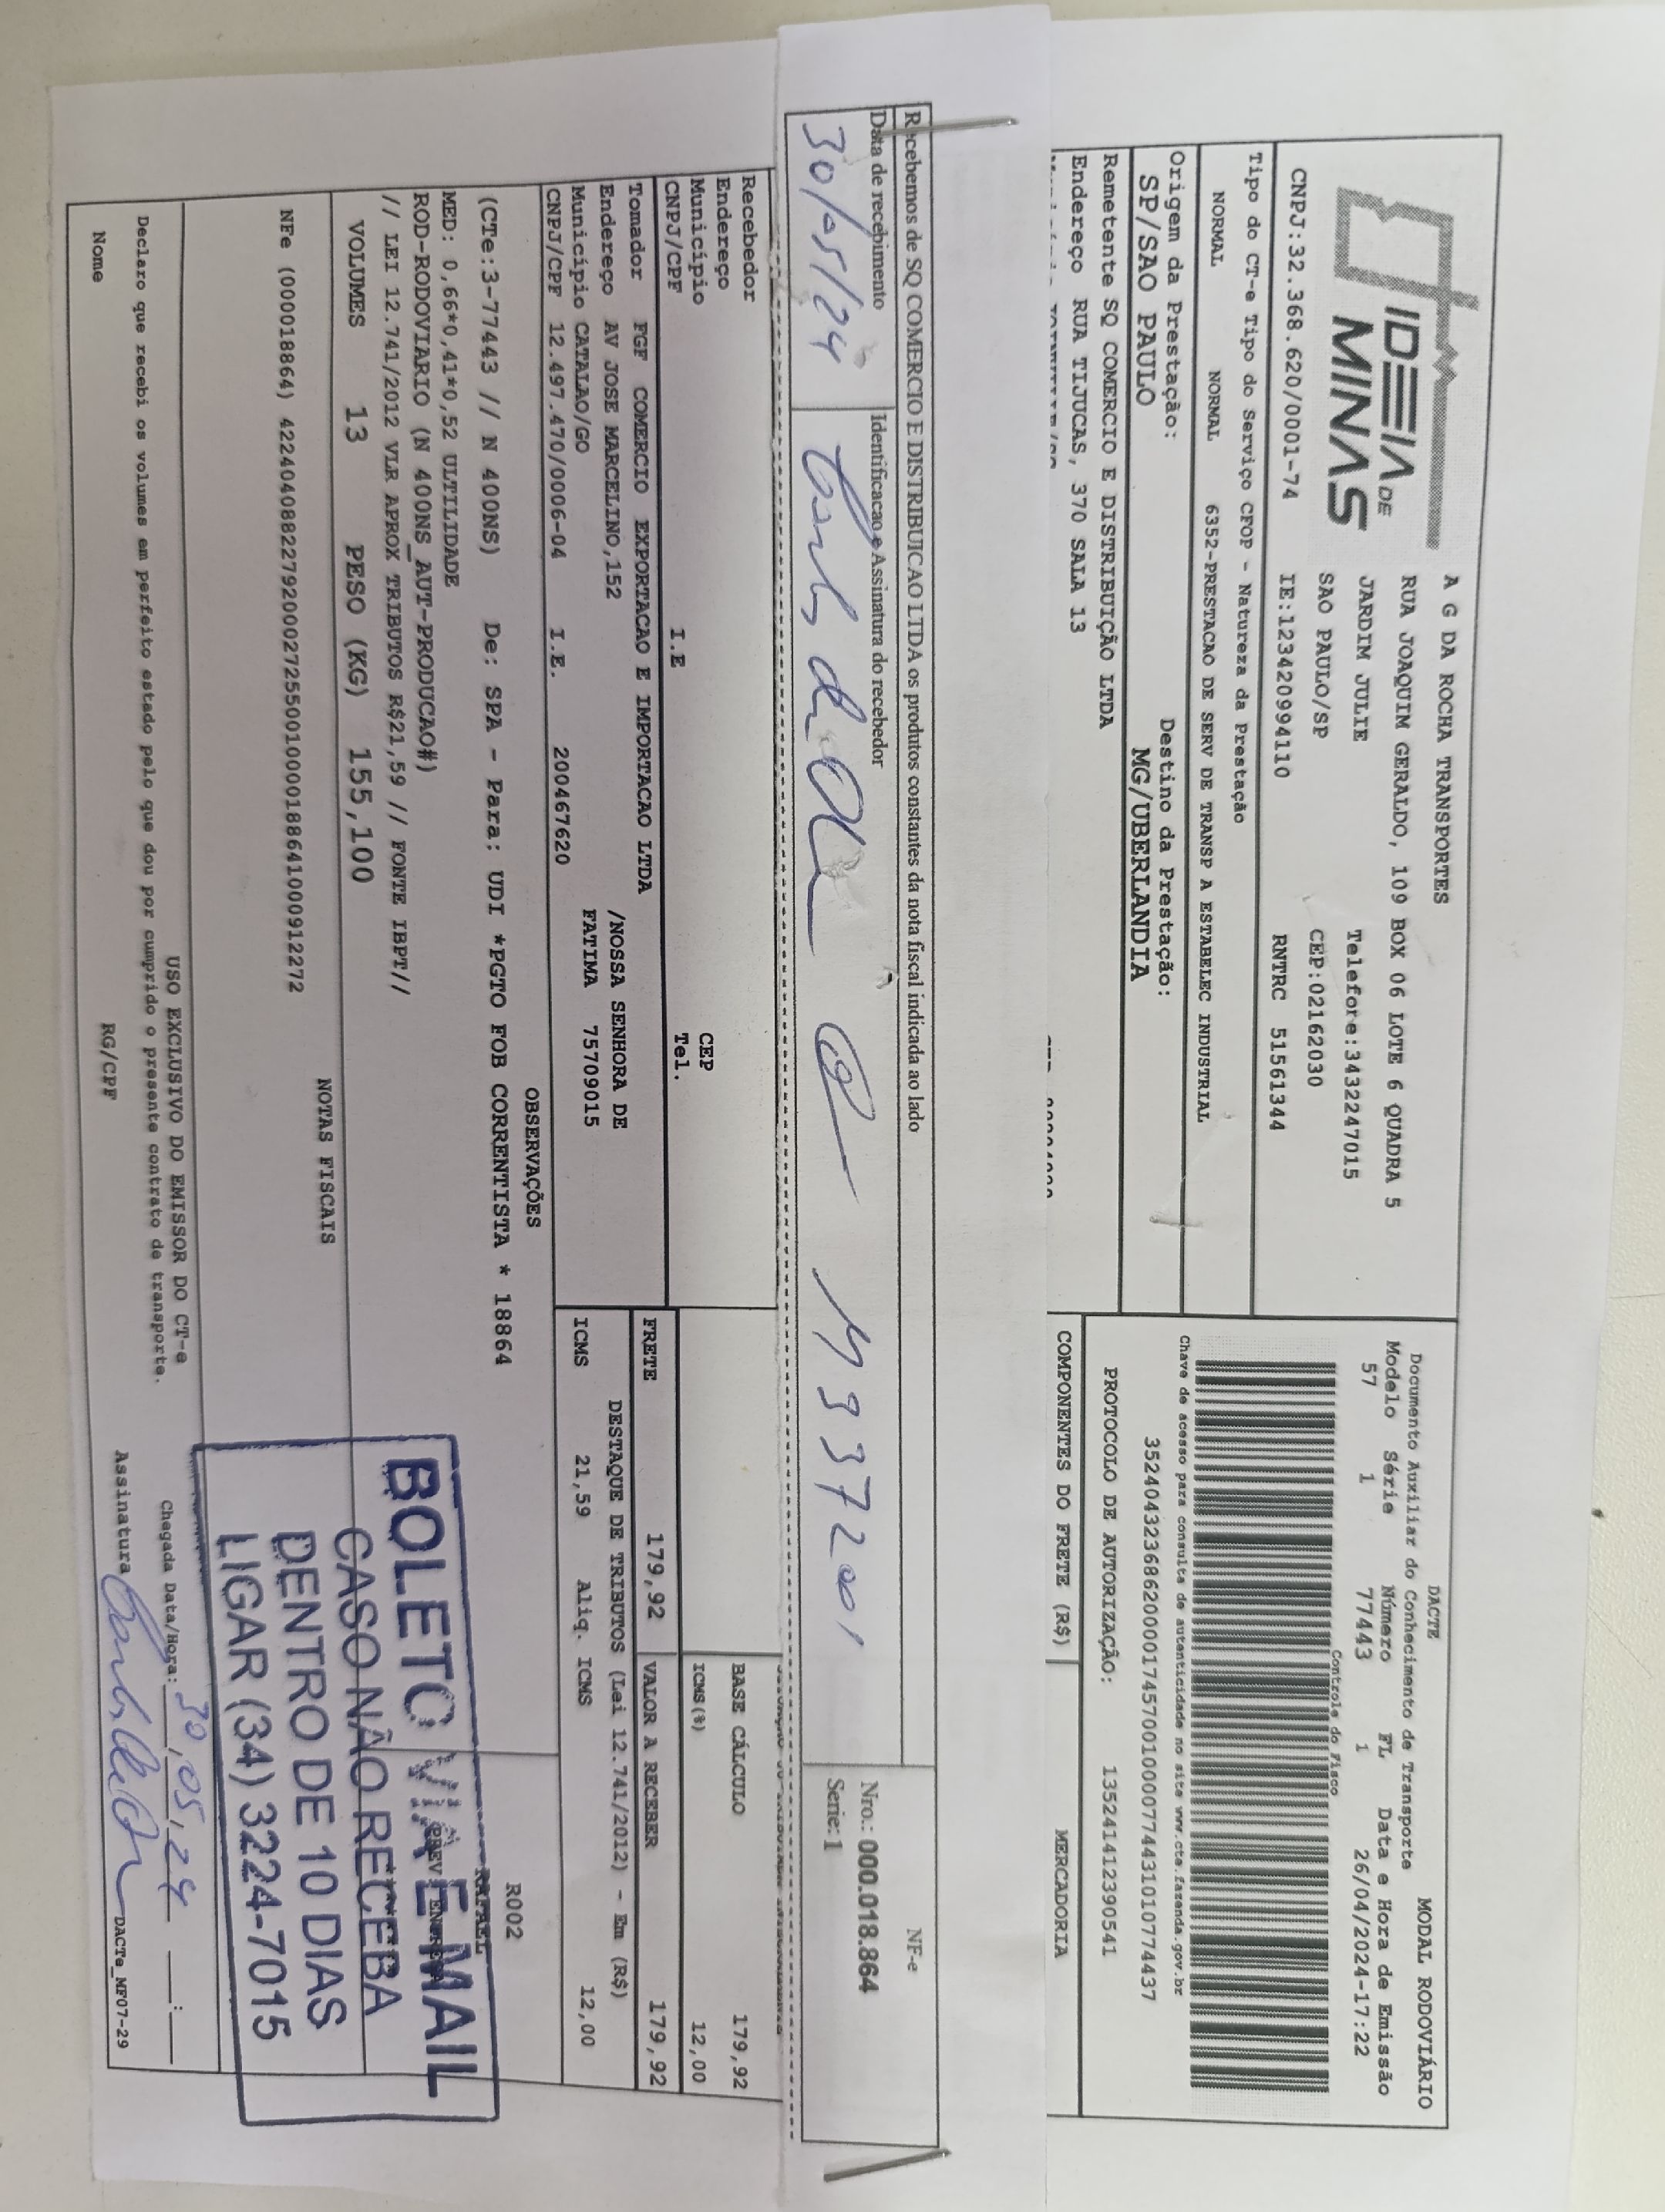 IDEIA DE
MINAS
A G DA ROCHA TRANSPORTES
RUA JOAQUIM GERALDO, 109 BOX 06 LOTE 6 QUADRA 5
JARDIM JULIE Telefore:3432247015
SAO PAULO/SP CEP:02162030
CNPJ:32.368.620/0001-74 IE:123420994110 RNTRC 51561344
DACTE
MODAL RODOVIÁRIO
Documento Auxiliar do Conhecimento de Transporte
Modelo Série Número FL Data e Hora de Emissão
57 1 77443 1 26/04/2024-17:22
Controle do Fisco
Tipo do CT-e Tipo do Serviço CFOP - Natureza da Prestação
NORMAL NORMAL 6352-PRESTACAO DE SERV DE TRANSP A ESTABELEC INDUSTRIAL
Chave de acesso para consulta de autenticidade no site www.cte.fazenda.gov.br
35240432368620000174570010000774431010774437
Origem da Prestação: Destino da Prestação:
SP/SAO PAULO MG/UBERLANDIA
PROTOCOLO DE AUTORIZAÇÃO: 135241412390541
Remetente SQ COMERCIO E DISTRIBUIÇÃO LTDA
Endereço RUA TIJUCAS, 370 SALA 13
COMPONENTES DO FRETE (R$) MERCADORIA
Recebemos de SQ COMERCIO E DISTRIBUICAO LTDA os produtos constantes da nota fiscal indicada ao lado
NF-e
Data de recebimento Identificacao e Assinatura do recebedor
Nro.: 000.018.864
Serie: 1
30/05/24
Recebedor
Endereço
Município CEP
CNPJ/CPF I.E Tel.
BASE CÁLCULO 179,92
ICMS(%) 12,00
Tomador FGF COMERCIO EXPORTACAO E IMPORTACAO LTDA
FRETE 179,92 VALOR A RECEBER 179,92
Endereço AV JOSE MARCELINO,152 /NOSSA SENHORA DE
Município CATALAO/GO FATIMA 75709015
CNPJ/CPF 12.497.470/0006-04 I.E. 200467620
DESTAQUE DE TRIBUTOS (Lei 12.741/2012) - Em (R$)
ICMS 21,59 Aliq. ICMS 12,00
OBSERVAÇÕES
R002
(CTe:3-77443 // N 400NS) De: SPA - Para: UDI *PGTO FOB CORRENTISTA * 18864
RAFAEL
MED: 0,66*0,41*0,52 ULTILIDADE
ROD-RODOVIARIO (N 400NS_AUT-PRODUCAO#)
// LEI 12.741/2012 VLR APROX TRIBUTOS R$21,59 // FONTE IBPT//
VOLUMES 13 PESO (KG) 155,100
NOTAS FISCAIS
NFe (000018864) 42240408822792000272550010000188641000912272
BOLETO VIA E MAIL
CASO NÃO RECEBA
DENTRO DE 10 DIAS
LIGAR (34) 3224-7015
USO EXCLUSIVO DO EMISSOR DO CT-e
Declaro que recebi os volumes em perfeito estado pelo que dou por cumprido o presente contrato de transporte.
Chegada Data/Hora: 30/05/24
Nome RG/CPF Assinatura
DACTe_MF07-29